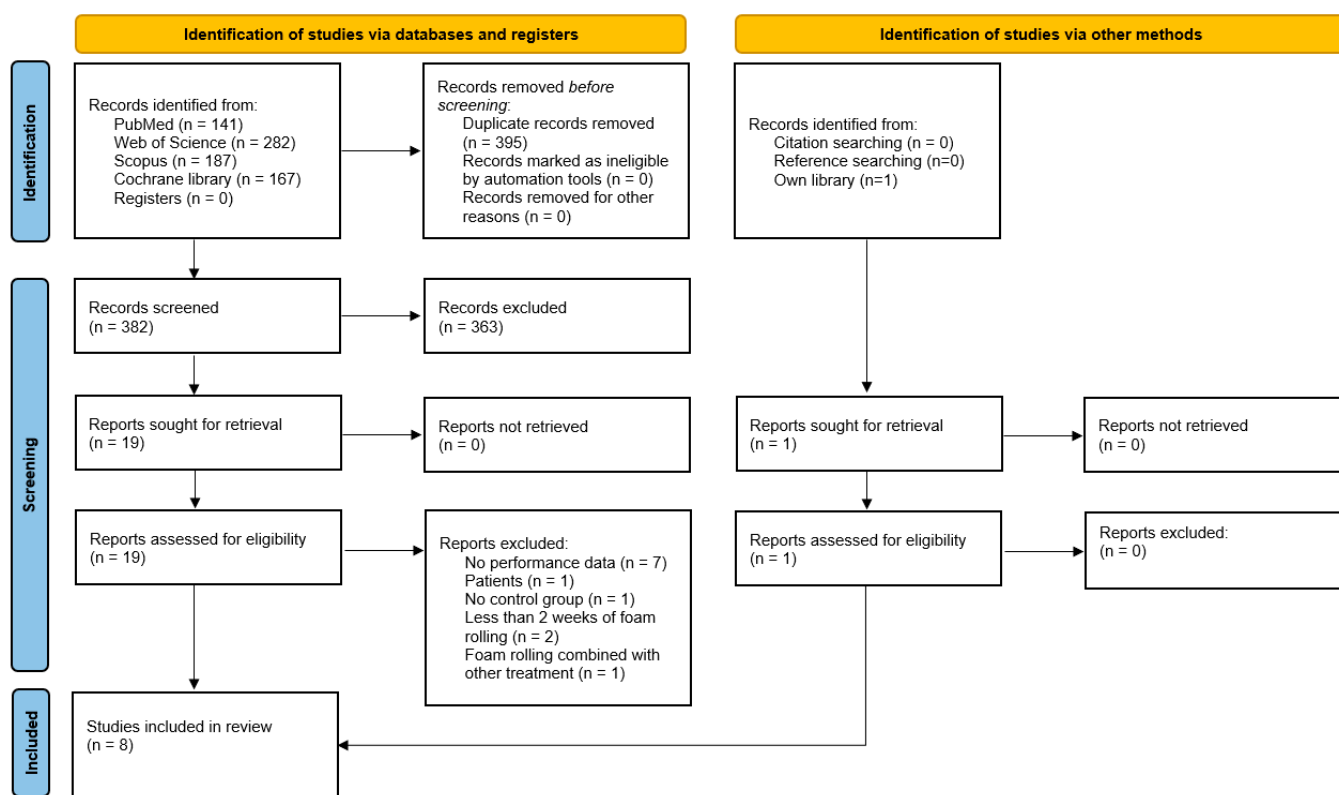 Identification of studies via databases and registers
Identification of studies via other methods
Identification
Records identified from:
PubMed (n = 141)
Web of Science (n = 282)
Scopus (n = 187)
Cochrane library (n = 167)
Registers (n = 0)
Records removed before
screening:
Duplicate records removed
(n = 395)
Records marked as ineligible
by automation tools (n = 0)
Records removed for other
reasons (n = 0)
Records identified from:
Citation searching (n = 0)
Reference searching (n=0)
Own library (n=1)
Screening
Records screened
(n = 382)
Records excluded
(n = 363)
Reports sought for retrieval
(n = 19)
Reports not retrieved
(n = 0)
Reports sought for retrieval
(n = 1)
Reports not retrieved
(n = 0)
Reports assessed for eligibility
(n = 19)
Reports excluded:
No performance data (n = 7)
Patients (n = 1)
No control group (n = 1)
Less than 2 weeks of foam
rolling (n = 2)
Foam rolling combined with
other treatment (n = 1)
Reports assessed for eligibility
(n = 1)
Reports excluded:
(n = 0)
Included
Studies included in review
(n = 8)